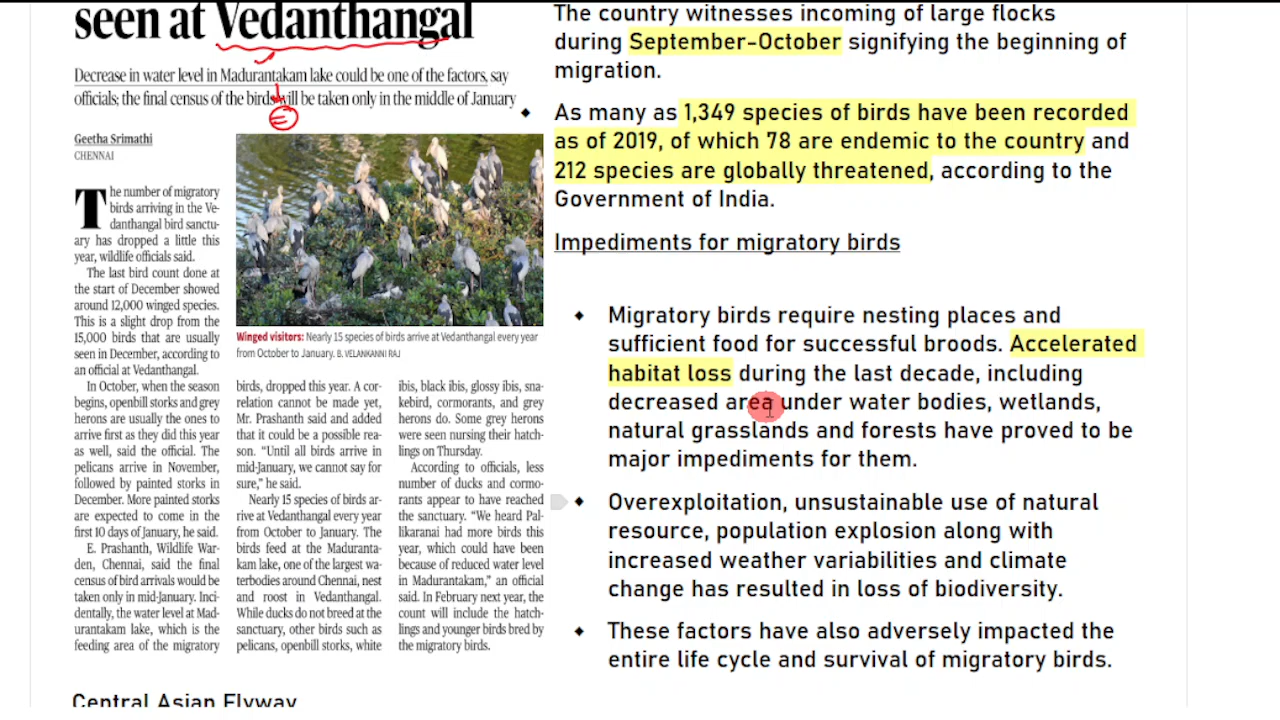 seen at Vedanthangal
Decrease in water level in Madurantakam lake could be one of the factors, say
officials; the final census of the birds will be taken only in the middle of January
Geetha Srimathi
CHENNAI
The number of migratory
birds arriving in the Ve-
danthangal bird sanctu-
ary has dropped a little this
year, wildlife officials said.
The last bird count done at
the start of December showed
around 12,000 winged species.
This is a slight drop from the
15,000 birds that are usually
seen in December, according to
an official at Vedanthangal.
In October, when the season
begins, openbill storks and grey
herons are usually the ones to
arrive first as they did this year
as well, said the official. The
pelicans arrive in November,
followed by painted storks in
December. More painted storks
are expected to come in the
first 10 days of January, he said.
E. Prashanth, Wildlife War-
den, Chennai, said the final
census of bird arrivals would be
taken only in mid-January. Inci-
dentally, the water level at Mad-
urantakam lake, which is the
feeding area of the migratory
Winged visitors: Nearly 15 species of birds arrive at Vedanthangal every year
from October to January. B. VELANKANNI RAJ
birds, dropped this year. A cor-
relation cannot be made yet,
Mr. Prashanth said and added
that it could be a possible rea-
son. “Until all birds arrive in
mid-January, we cannot say for
sure,” he said.
Nearly 15 species of birds ar-
rive at Vedanthangal every year
from October to January. The
birds feed at the Maduranta-
kam lake, one of the largest wa-
terbodies around Chennai, nest
and roost in Vedanthangal.
While ducks do not breed at the
sanctuary, other birds such as
pelicans, openbill storks, white
ibis, black ibis, glossy ibis, sna-
kebird, cormorants, and grey
herons do. Some grey herons
were seen nursing their hatch-
lings on Thursday.
According to officials, less
number of ducks and cormo-
rants appear to have reached
the sanctuary. “We heard Pal-
likaranai had more birds this
year, which could have been
because of reduced water level
in Madurantakam,” an official
said. In February next year, the
count will include the hatch-
lings and younger birds bred by
the migratory birds.
Central Asian Flyway
The country witnesses incoming of large flocks
during September-October signifying the beginning of
migration.
◆ As many as 1,349 species of birds have been recorded
as of 2019, of which 78 are endemic to the country and
212 species are globally threatened, according to the
Government of India.
Impediments for migratory birds
◆ Migratory birds require nesting places and
sufficient food for successful broods. Accelerated
habitat loss during the last decade, including
decreased area under water bodies, wetlands,
natural grasslands and forests have proved to be
major impediments for them.
◆ Overexploitation, unsustainable use of natural
resource, population explosion along with
increased weather variabilities and climate
change has resulted in loss of biodiversity.
◆ These factors have also adversely impacted the
entire life cycle and survival of migratory birds.